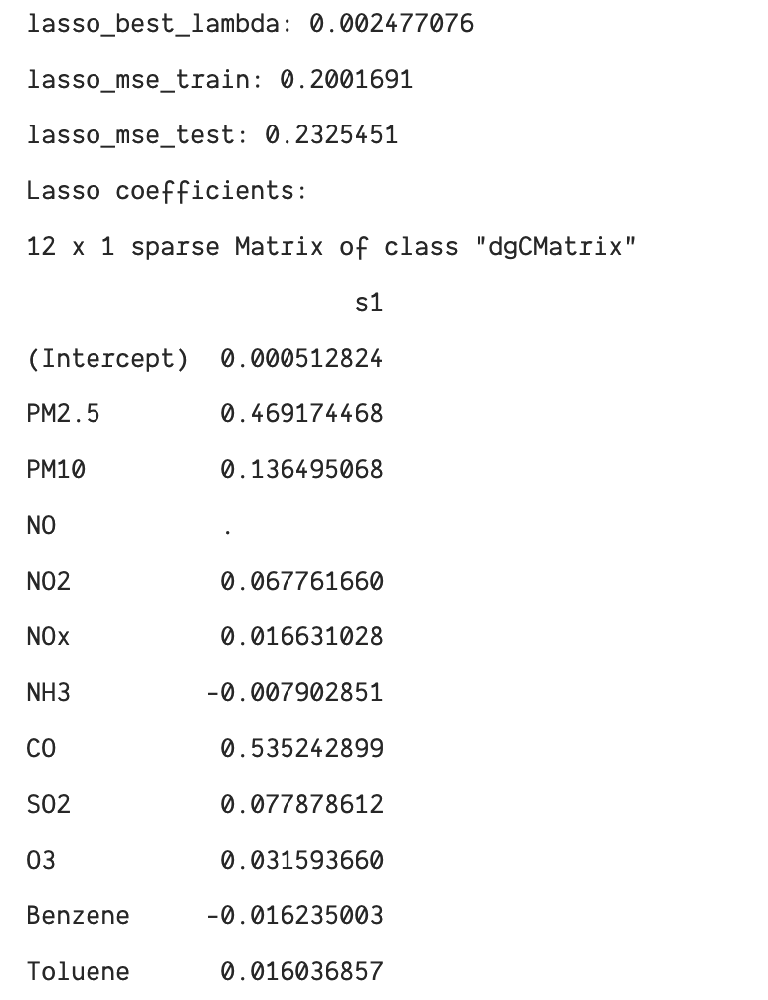 lasso_best_lambda: 0.002477076
lasso_mse_train: 0.2001691
lasso_mse_test: 0.2325451
Lasso coefficients:
12 x 1 sparse Matrix of class "dgCMatrix"
s1
(Intercept) 0.000512824
PM2.5 0.469174468
PM10 0.136495068
NO .
NO2 0.067761660
NOx 0.016631028
NH3 -0.007902851
CO 0.535242899
SO2 0.077878612
O3 0.031593660
Benzene -0.016235003
Toluene 0.016036857